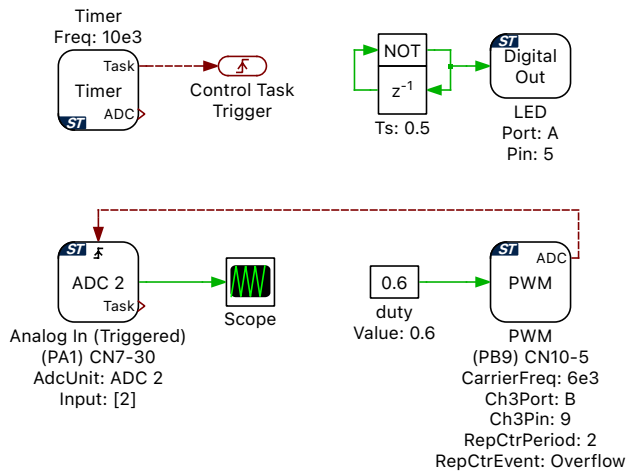 Timer
Freq: 10e3
Task
Timer
ADC
ST
Control Task
Trigger
NOT
z-1
Ts: 0.5
ST
Digital
Out
LED
Port: A
Pin: 5
ST
ADC 2
Task
Analog In (Triggered)
(PA1) CN7-30
AdcUnit: ADC 2
Input: [2]
Scope
0.6
duty
Value: 0.6
ST
ADC
PWM
PWM
(PB9) CN10-5
CarrierFreq: 6e3
Ch3Port: B
Ch3Pin: 9
RepCtrPeriod: 2
RepCtrEvent: Overflow